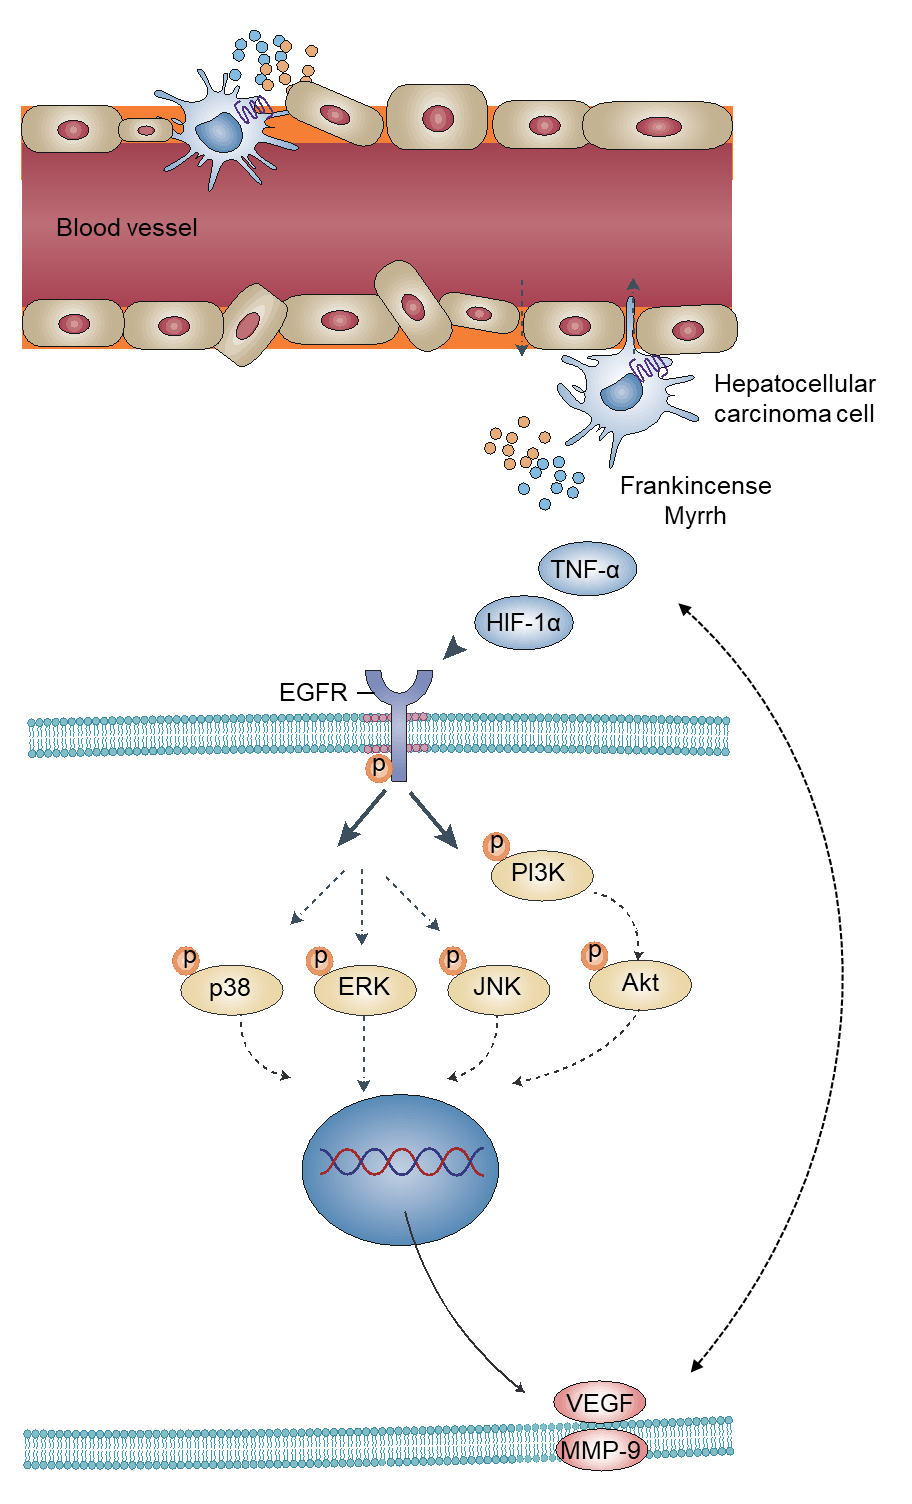 Blood vessel
Hepatocellular
carcinoma cell
Frankincense
Myrrh
TNF-α
HIF-1α
EGFR
p
p
PI3K
p
p
p
p
p38
ERK
JNK
Akt
VEGF
MMP-9